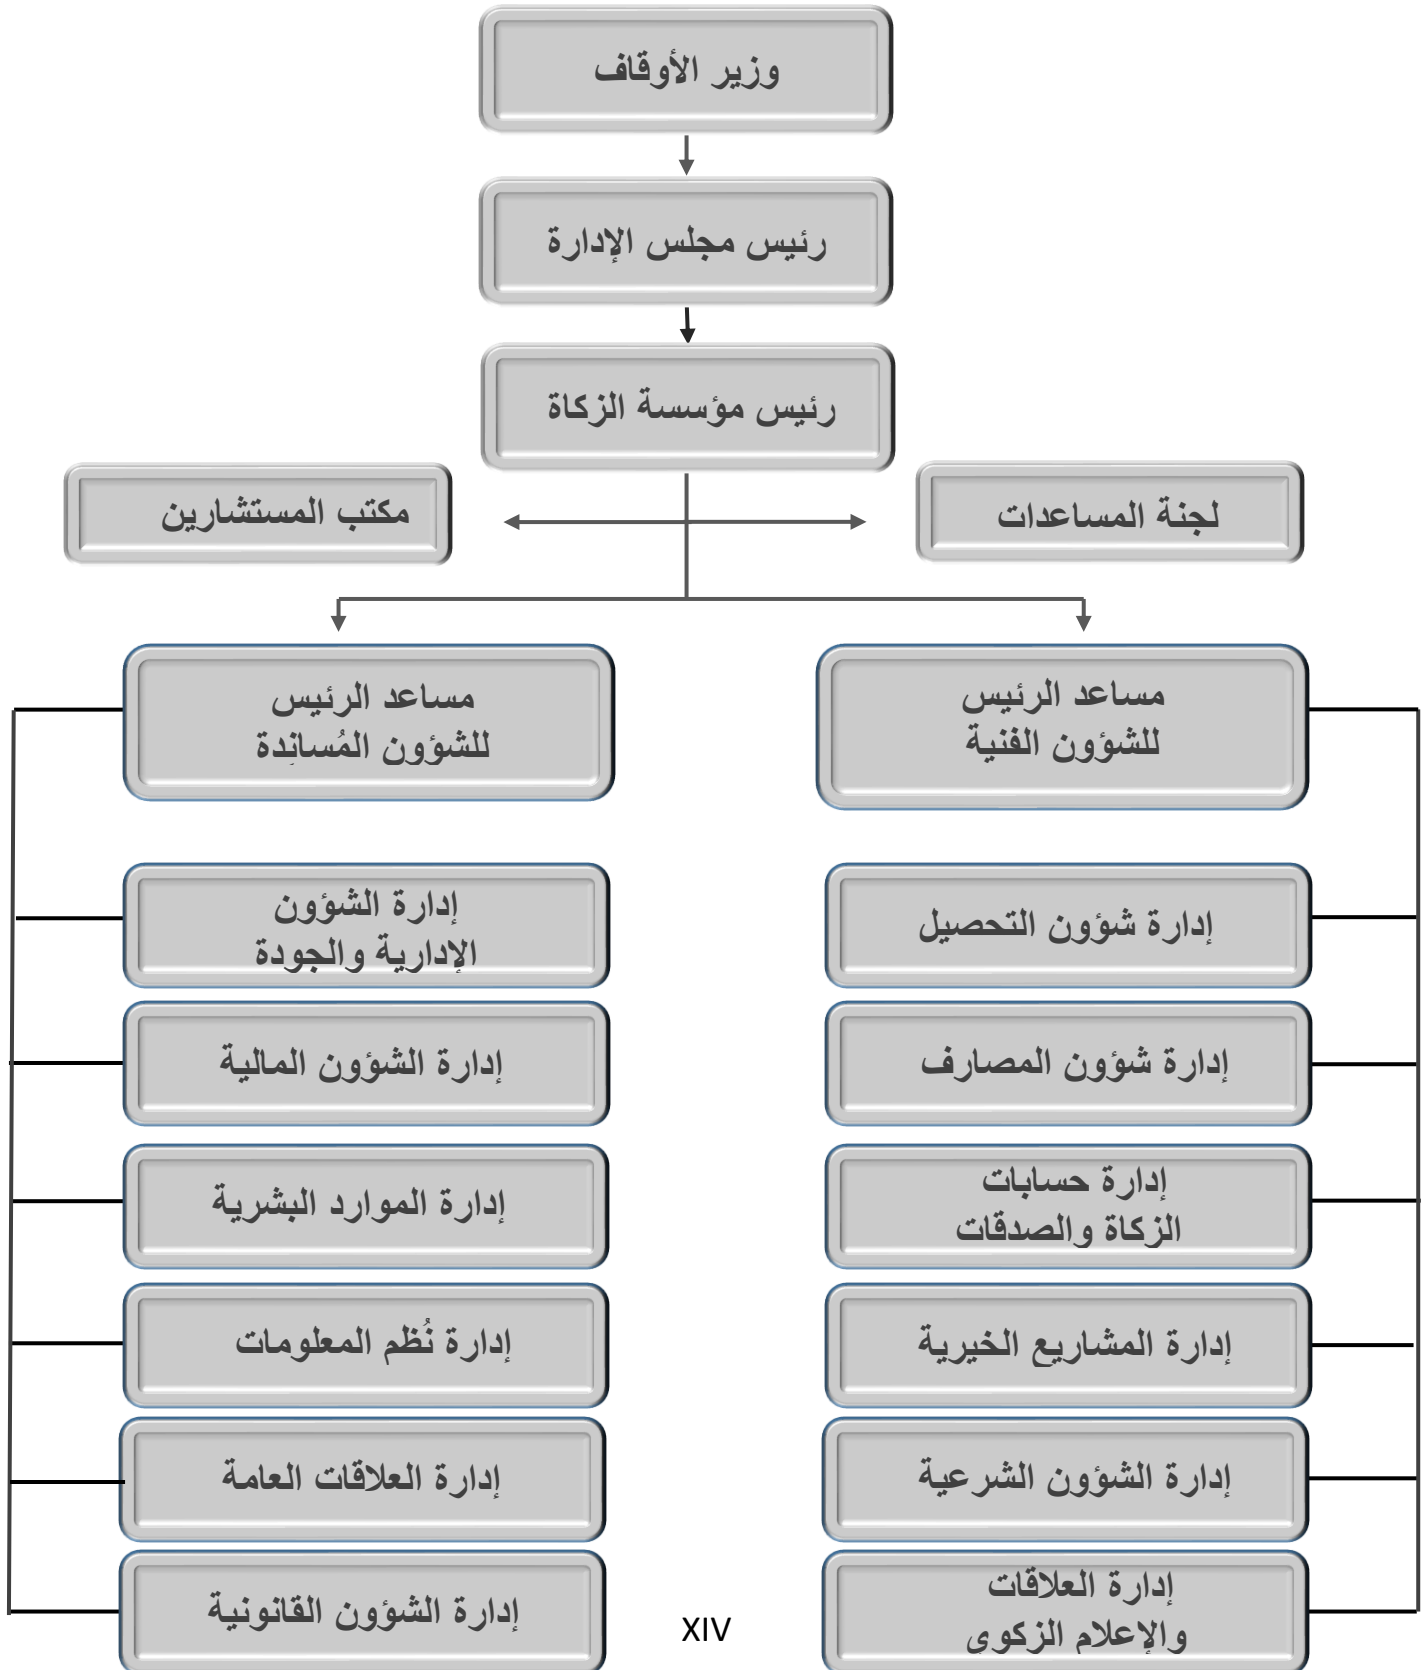 وزير الأوقاف
رئيس مجلس الإدارة
رئيس مؤسسة الزكاة
لجنة المساعدات
مكتب المستشارين
مساعد الرئيس
للشؤون الفنية
إدارة شؤون التحصيل
إدارة شؤون المصارف
إدارة حسابات
الزكاة والصدقات
إدارة المشاريع الخيرية
إدارة الشؤون الشرعية
إدارة العلاقات
والإعلام الزكوى
مساعد الرئيس
للشؤون المُساندة
إدارة الشؤون
الإدارية والجودة
إدارة الشؤون المالية
إدارة الموارد البشرية
إدارة نُظم المعلومات
إدارة العلاقات العامة
إدارة الشؤون القانونية
XIV